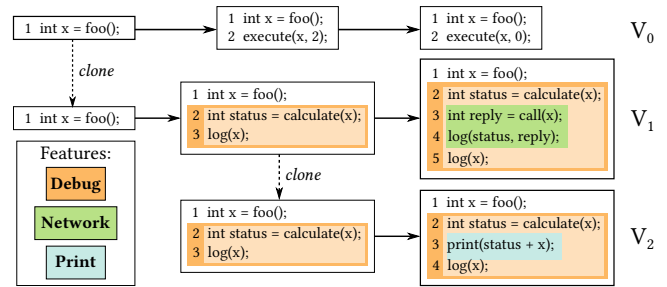 1 int x = foo();
1 int x = foo();
2 execute(x, 2);
1 int x = foo();
2 execute(x, 0);
V0
clone
1 int x = foo();
1 int x = foo();
2 int status = calculate(x);
3 log(x);
1 int x = foo();
2 int status = calculate(x);
3 int reply = call(x);
4 log(status, reply);
5 log(x);
V1
clone
Features:
Debug
Network
Print
1 int x = foo();
2 int status = calculate(x);
3 log(x);
1 int x = foo();
2 int status = calculate(x);
3 print(status + x);
4 log(x);
V2